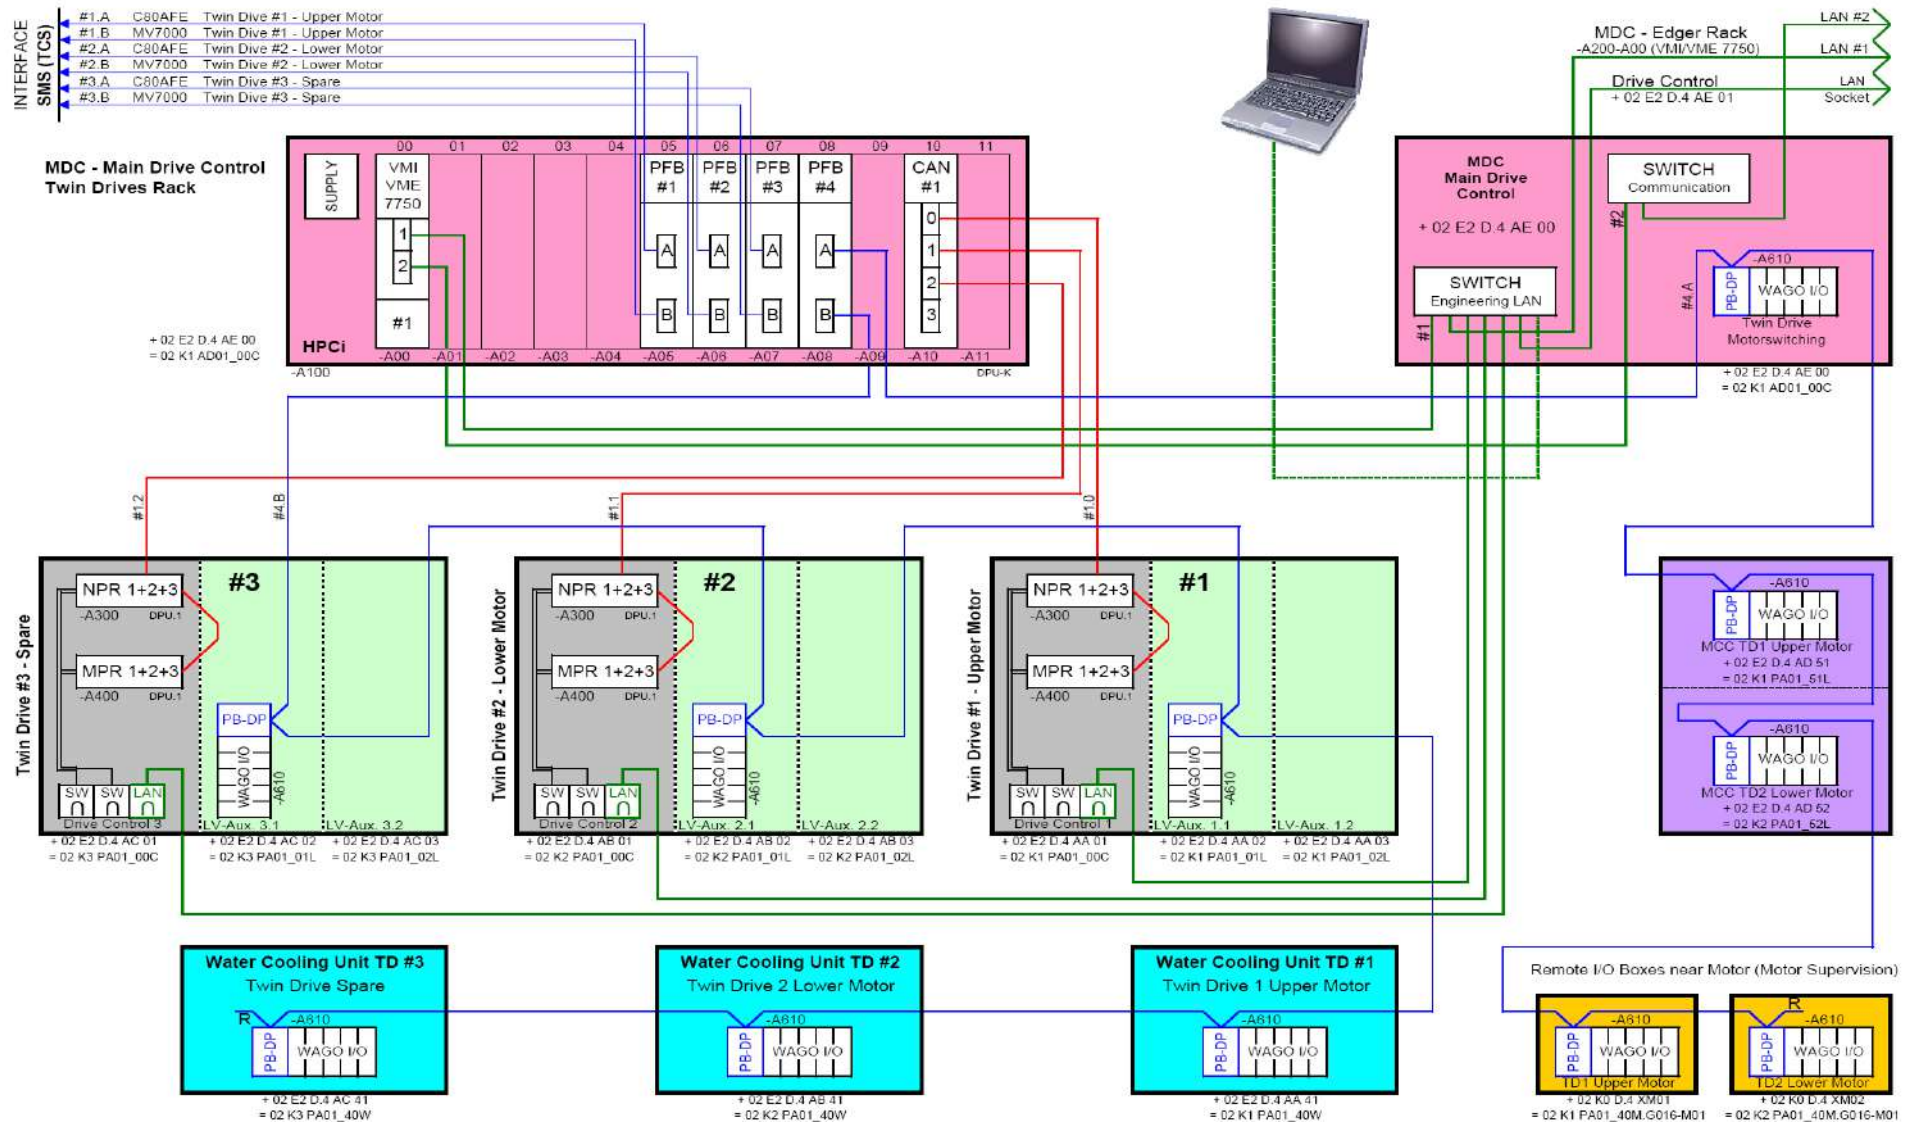 INTERFACE
SMS (TCS)
#1.A C80AFE Twin Dive #1 - Upper Motor
#1.B MV7000 Twin Dive #1 - Upper Motor
#2.A C80AFE Twin Dive #2 - Lower Motor
#2.B MV7000 Twin Dive #2 - Lower Motor
#3.A C80AFE Twin Dive #3 - Spare
#3.B MV7000 Twin Dive #3 - Spare
LAN #2
MDC - Edger Rack
-A200-A00 (VMI/VME 7750)
LAN #1
Drive Control
+ 02 E2 D.4 AE 01
LAN
Socket
MDC - Main Drive Control
Twin Drives Rack
+ 02 E2 D.4 AE 00
= 02 K1 AD01_00C
00 01 02 03 04 05 06 07 08 09 10 11
SUPPLY
VMI
VME
7750
1
2
#1
PFB
#1
A
B
PFB
#2
A
B
PFB
#3
A
B
PFB
#4
A
B
CAN
#1
0
1
2
3
HPCi
-A00 -A01 -A02 -A03 -A04 -A05 -A06 -A07 -A08 -A09 -A10 -A11
-A100
DPU-K
MDC
Main Drive
Control
+ 02 E2 D.4 AE 00
SWITCH
Communication
#2
SWITCH
Engineering LAN
#1
#4.A
-A610
PB-DP
WAGO I/O
Twin Drive
Motorswitching
+ 02 E2 D.4 AE 00
= 02 K1 AD01_00C
#1.2
#4.B
#1.1
#1.0
Twin Drive #3 - Spare
NPR 1+2+3
-A300 DPU.1
MPR 1+2+3
-A400 DPU.1
#3
PB-DP
WAGO I/O
-A610
SW SW LAN
Drive Control 3
LV-Aux. 3.1
LV-Aux. 3.2
+ 02 E2 D.4 AC 01
= 02 K3 PA01_00C
+ 02 E2 D.4 AC 02
= 02 K3 PA01_01L
+ 02 E2 D.4 AC 03
= 02 K3 PA01_02L
Twin Drive #2 - Lower Motor
NPR 1+2+3
-A300 DPU.1
MPR 1+2+3
-A400 DPU.1
#2
PB-DP
WAGO I/O
-A610
SW SW LAN
Drive Control 2
LV-Aux. 2.1
LV-Aux. 2.2
+ 02 E2 D.4 AB 01
= 02 K2 PA01_00C
+ 02 E2 D.4 AB 02
= 02 K2 PA01_01L
+ 02 E2 D.4 AB 03
= 02 K2 PA01_02L
Twin Drive #1 - Upper Motor
NPR 1+2+3
-A300 DPU.1
MPR 1+2+3
-A400 DPU.1
#1
PB-DP
WAGO I/O
-A610
SW SW LAN
Drive Control 1
LV-Aux. 1.1
LV-Aux. 1.2
+ 02 E2 D.4 AA 01
= 02 K1 PA01_00C
+ 02 E2 D.4 AA 02
= 02 K1 PA01_01L
+ 02 E2 D.4 AA 03
= 02 K1 PA01_02L
-A610
PB-DP
WAGO I/O
MCC TD1 Upper Motor
+ 02 E2 D.4 AD 51
= 02 K1 PA01_51L
-A610
PB-DP
WAGO I/O
MCC TD2 Lower Motor
+ 02 E2 D.4 AD 52
= 02 K2 PA01_52L
Water Cooling Unit TD #3
Twin Drive Spare
R
-A610
PB-DP
WAGO I/O
+ 02 E2 D.4 AC 41
= 02 K3 PA01_40W
Water Cooling Unit TD #2
Twin Drive 2 Lower Motor
-A610
PB-DP
WAGO I/O
+ 02 E2 D.4 AB 41
= 02 K2 PA01_40W
Water Cooling Unit TD #1
Twin Drive 1 Upper Motor
-A610
PB-DP
WAGO I/O
+ 02 E2 D.4 AA 41
= 02 K1 PA01_40W
Remote I/O Boxes near Motor (Motor Supervision)
-A610
PB-DP
WAGO I/O
TD1 Upper Motor
+ 02 K0 D.4 XM01
= 02 K1 PA01_40M.G016-M01
R
-A610
PB-DP
WAGO I/O
TD2 Lower Motor
+ 02 K0 D.4 XM02
= 02 K2 PA01_40M.G016-M01